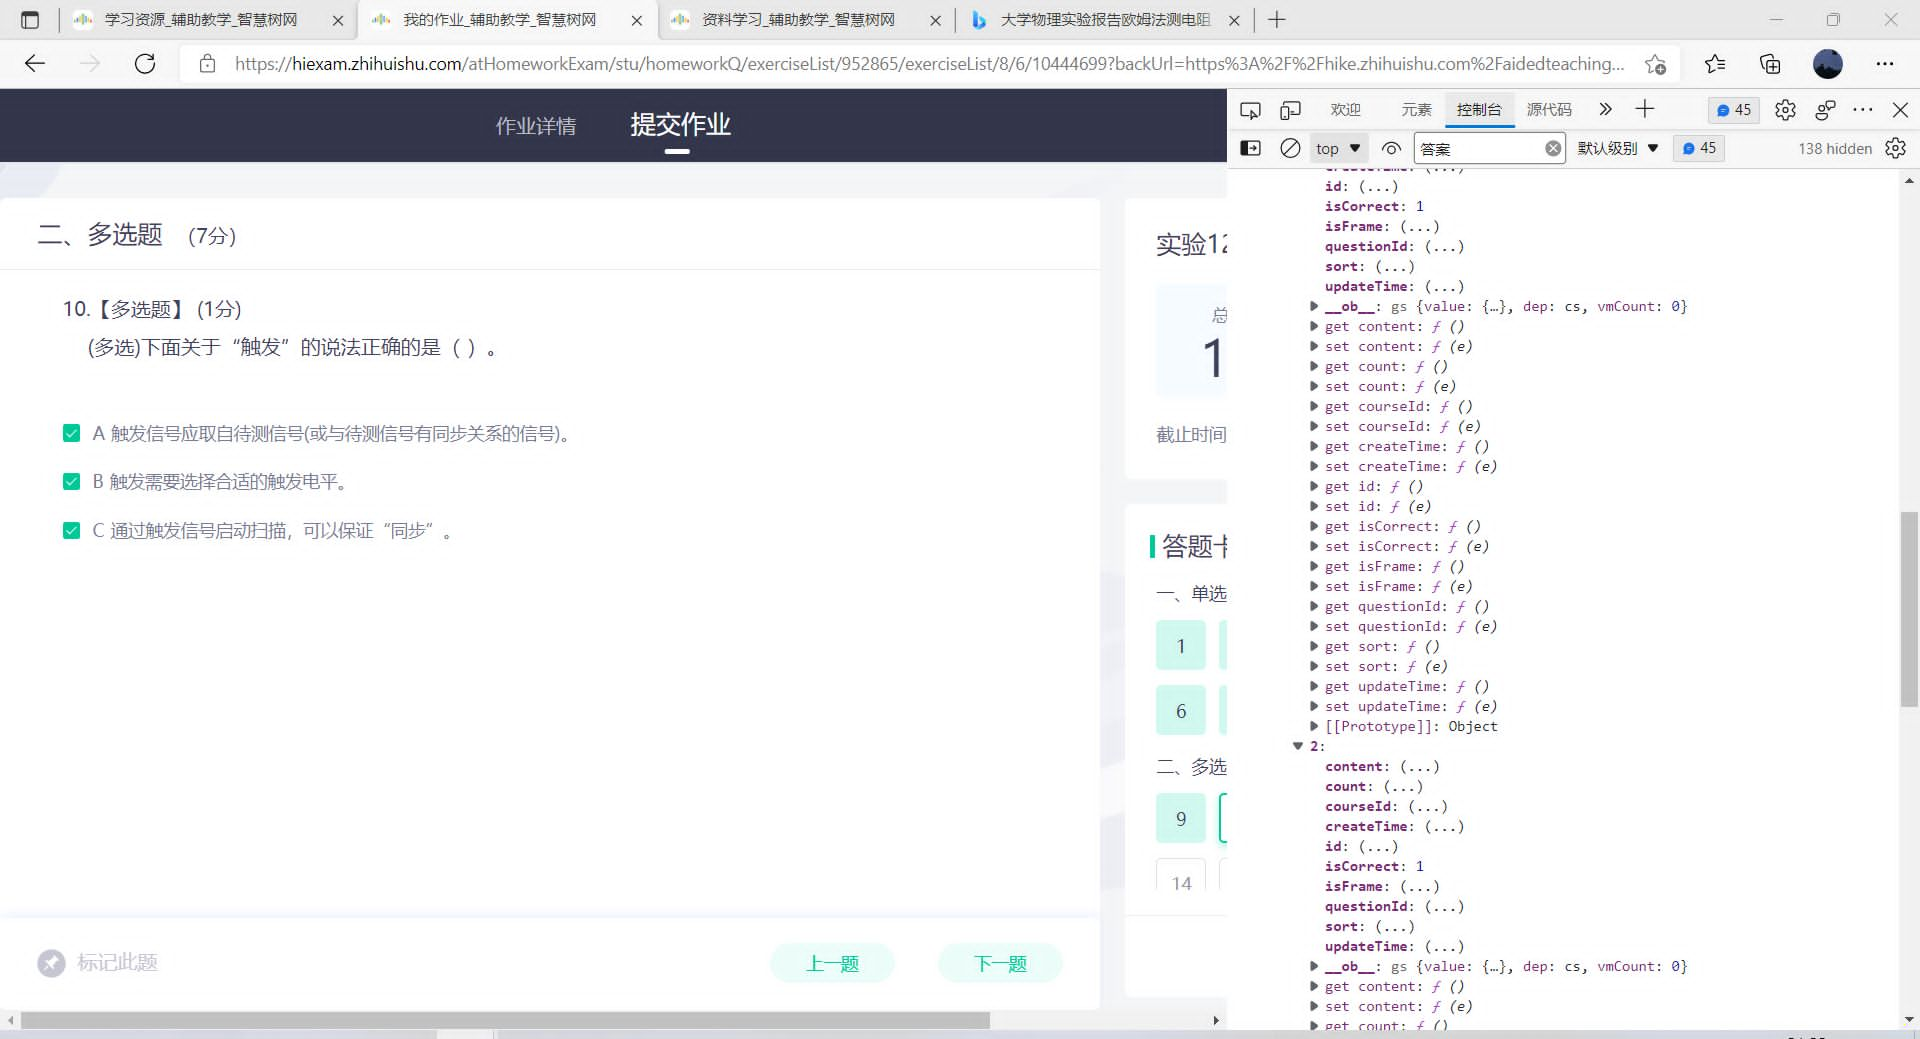 学习资源_辅助教学_智慧树网
我的作业_辅助教学_智慧树网
资料学习_辅助教学_智慧树网
大学物理实验报告欧姆法测电阻
https://hiexam.zhihuishu.com/atHomeworkExam/stu/homeworkQ/exerciseList/952865/exerciseList/8/6/10444699?backUrl=https%3A%2F%2Fhike.zhihuishu.com%2Faidedteaching...
作业详情
提交作业
二、多选题 (7分)
10.【多选题】 (1分)
(多选)下面关于“触发”的说法正确的是（ ）。
A 触发信号应取自待测信号(或与待测信号有同步关系的信号)。
B 触发需要选择合适的触发电平。
C 通过触发信号启动扫描，可以保证“同步”。
标记此题
上一题
下一题
实验12
总
1
截止时间
答题卡
一、单选
1
6
二、多选
9
14
欢迎
元素
控制台
源代码
45
top
答案
默认级别
45
138 hidden
id: (...)
isCorrect: 1
isFrame: (...)
questionId: (...)
sort: (...)
updateTime: (...)
__ob__: gs {value: {…}, dep: cs, vmCount: 0}
get content: ƒ ()
set content: ƒ (e)
get count: ƒ ()
set count: ƒ (e)
get courseId: ƒ ()
set courseId: ƒ (e)
get createTime: ƒ ()
set createTime: ƒ (e)
get id: ƒ ()
set id: ƒ (e)
get isCorrect: ƒ ()
set isCorrect: ƒ (e)
get isFrame: ƒ ()
set isFrame: ƒ (e)
get questionId: ƒ ()
set questionId: ƒ (e)
get sort: ƒ ()
set sort: ƒ (e)
get updateTime: ƒ ()
set updateTime: ƒ (e)
[[Prototype]]: Object
2:
content: (...)
count: (...)
courseId: (...)
createTime: (...)
id: (...)
isCorrect: 1
isFrame: (...)
questionId: (...)
sort: (...)
updateTime: (...)
__ob__: gs {value: {…}, dep: cs, vmCount: 0}
get content: ƒ ()
set content: ƒ (e)
get count: ƒ ()